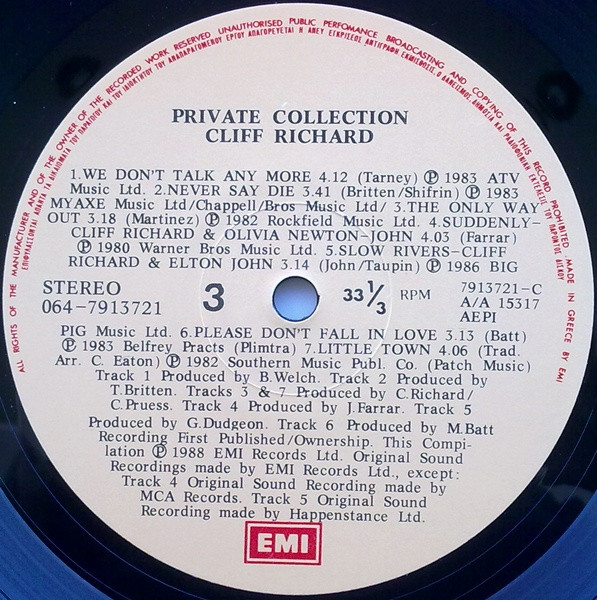 ALL RIGHTS OF THE MANUFACTURER AND OF THE OWNER OF THE RECORDED WORK RESERVED UNAUTHORISED PUBLIC PERFOMANCE BROADCASTING AND COPYING OF THIS RECORD PROHIBITED. MADE IN GREECE BY EMI
PRIVATE COLLECTION
CLIFF RICHARD
1.WE DON'T TALK ANY MORE 4.12 (Tarney) Ⓟ 1983 ATV
Music Ltd. 2.NEVER SAY DIE 3.41 (Britten/Shifrin) Ⓟ 1983
MYAXE Music Ltd/Chappell/Bros Music Ltd/ 3.THE ONLY WAY
OUT 3.18 (Martinez) Ⓟ 1982 Rockfield Music Ltd. 4.SUDDENLY-
CLIFF RICHARD & OLIVIA NEWTON-JOHN 4.03 (Farrar)
Ⓟ 1980 Warner Bros Music Ltd. 5.SLOW RIVERS-CLIFF
RICHARD & ELTON JOHN 3.14 (John/Taupin) Ⓟ 1986 BIG
STEREO
064-7913721
3
33 1/3 RPM
7913721-C
A/A 15317
AEPI
PIG Music Ltd. 6.PLEASE DON'T FALL IN LOVE 3.13 (Batt)
Ⓟ 1983 Belfrey Practs (Plimtra) 7.LITTLE TOWN 4.06 (Trad.
Arr. C. Eaton) Ⓟ 1982 Southern Music Publ. Co. (Patch Music)
Track 1 Produced by B.Welch. Track 2 Produced by
T.Britten. Tracks 3 & 7 Produced by C.Richard/
C.Pruess. Track 4 Produced by J.Farrar. Track 5
Produced by G.Dudgeon. Track 6 Produced by M.Batt
Recording First Published/Ownership. This Compi-
lation Ⓟ 1988 EMI Records Ltd. Original Sound
Recordings made by EMI Records Ltd., except:
Track 4 Original Sound Recording made by
MCA Records. Track 5 Original Sound
Recording made by Happenstance Ltd.
EMI